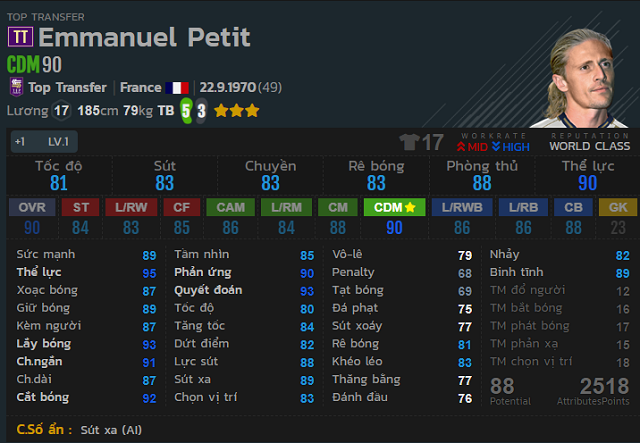 TOP TRANSFER
TT Emmanuel Petit
CDM 90
Top Transfer | France | 22.9.1970 (49)
Lương 17 185cm 79kg TB 5 3
+1 LV.1
17 WORKRATE MID HIGH REPUTATION WORLD CLASS
Tốc độ Sút Chuyền Rê bóng Phòng thủ Thể lực
81 83 83 83 88 90
OVR ST L/RW CF CAM L/RM CM CDM L/RWB L/RB CB GK
90 84 83 85 86 84 88 90 86 86 88 23
Sức mạnh 89 Tầm nhìn 85 Vô-lê 79 Nhảy 82
Thể lực 95 Phản ứng 90 Penalty 68 Bình tĩnh 89
Xoạc bóng 87 Quyết đoán 93 Tạt bóng 69 TM đổ người 12
Giữ bóng 89 Tốc độ 80 Đá phạt 75 TM bắt bóng 16
Kèm người 87 Tăng tốc 84 Sút xoáy 77 TM phát bóng 17
Lấy bóng 93 Dứt điểm 82 Rê bóng 81 TM phản xạ 15
Ch.ngắn 91 Lực sút 88 Khéo léo 83 TM chọn vị trí 18
Ch.dài 87 Sút xa 89 Thăng bằng 77
Cắt bóng 92 Chọn vị trí 83 Đánh đầu 76
88 Potential 2518 AttributesPoints
C.Số ẩn : Sút xa (AI)